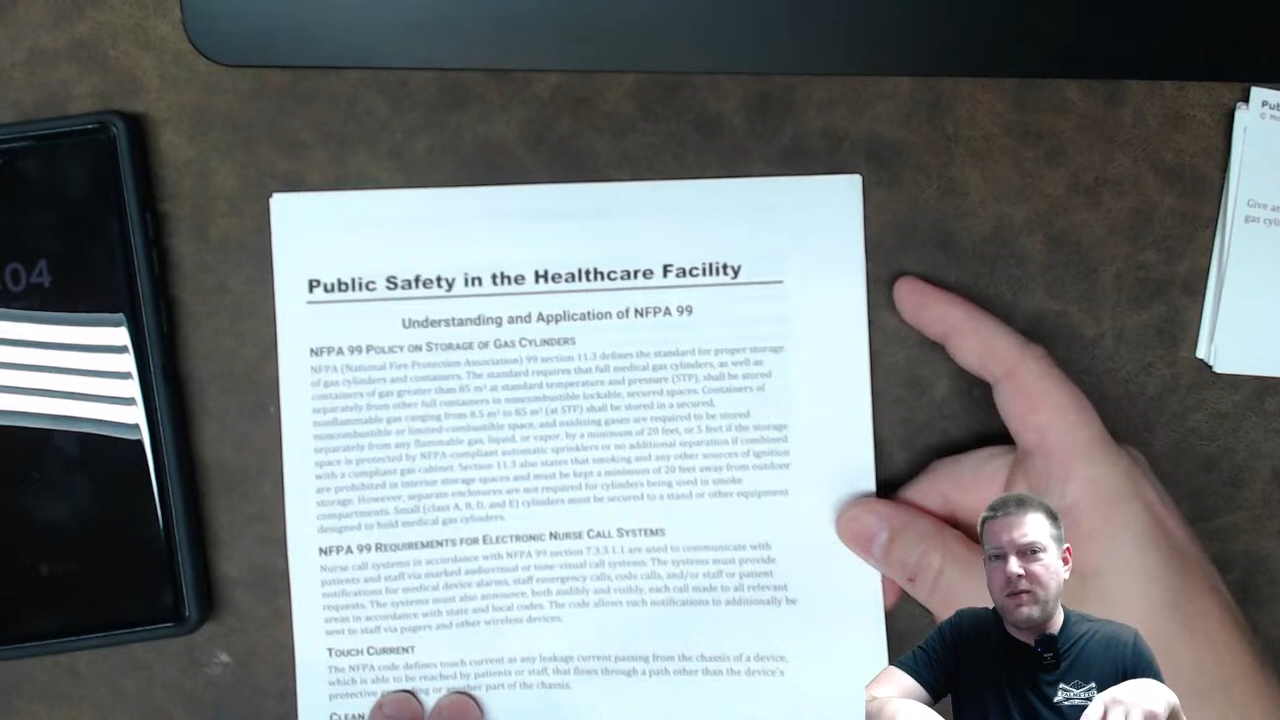 04
Public Safety in the Healthcare Facility
Understanding and Application of NFPA 99
NFPA 99 POLICY ON STORAGE OF GAS CYLINDERS
NFPA (National Fire Protection Association) 99 section 11.3 defines the standard for proper storage
of gas cylinders and containers. The standard requires that full medical gas cylinders, as well as
containers of gas greater than 85 m³ at standard temperature and pressure (STP), shall be stored
separately from other full containers in noncombustible lockable, secured spaces. Containers of
nonflammable gas ranging from 8.5 m³ to 85 m³ (at STP) shall be stored in a secured,
noncombustible or limited-combustible space, and oxidizing gases are required to be stored
separately from any flammable gas, liquid, or vapor, by a minimum of 20 feet, or 5 feet if the storage
space is protected by NFPA-compliant automatic sprinklers or no additional separation if combined
with a compliant gas cabinet. Section 11.3 also states that smoking and any other sources of ignition
are prohibited in interior storage spaces and must be kept a minimum of 20 feet away from outdoor
storage. However, separate enclosures are not required for cylinders being used in smoke
compartments. Small (class A, B, D, and E) cylinders must be secured to a stand or other equipment
designed to hold medical gas cylinders.
NFPA 99 REQUIREMENTS FOR ELECTRONIC NURSE CALL SYSTEMS
Nurse call systems in accordance with NFPA 99 section 7.3.3.1.1 are used to communicate with
patients and staff via marked audiovisual or tone-visual call systems. The systems must provide
notifications for medical device alarms, staff emergency calls, code calls, and/or staff or patient
requests. The systems must also announce, both audibly and visibly, each call made to all relevant
areas in accordance with state and local codes. The code allows such notifications to additionally be
sent to staff via pagers and other wireless devices.
TOUCH CURRENT
The NFPA code defines touch current as any leakage current passing from the chassis of a device,
which is able to be reached by patients or staff, that flows through a path other than the device's
protective or another part of the chassis.
CLEAN
Pub
Give
gas
PALMETTO